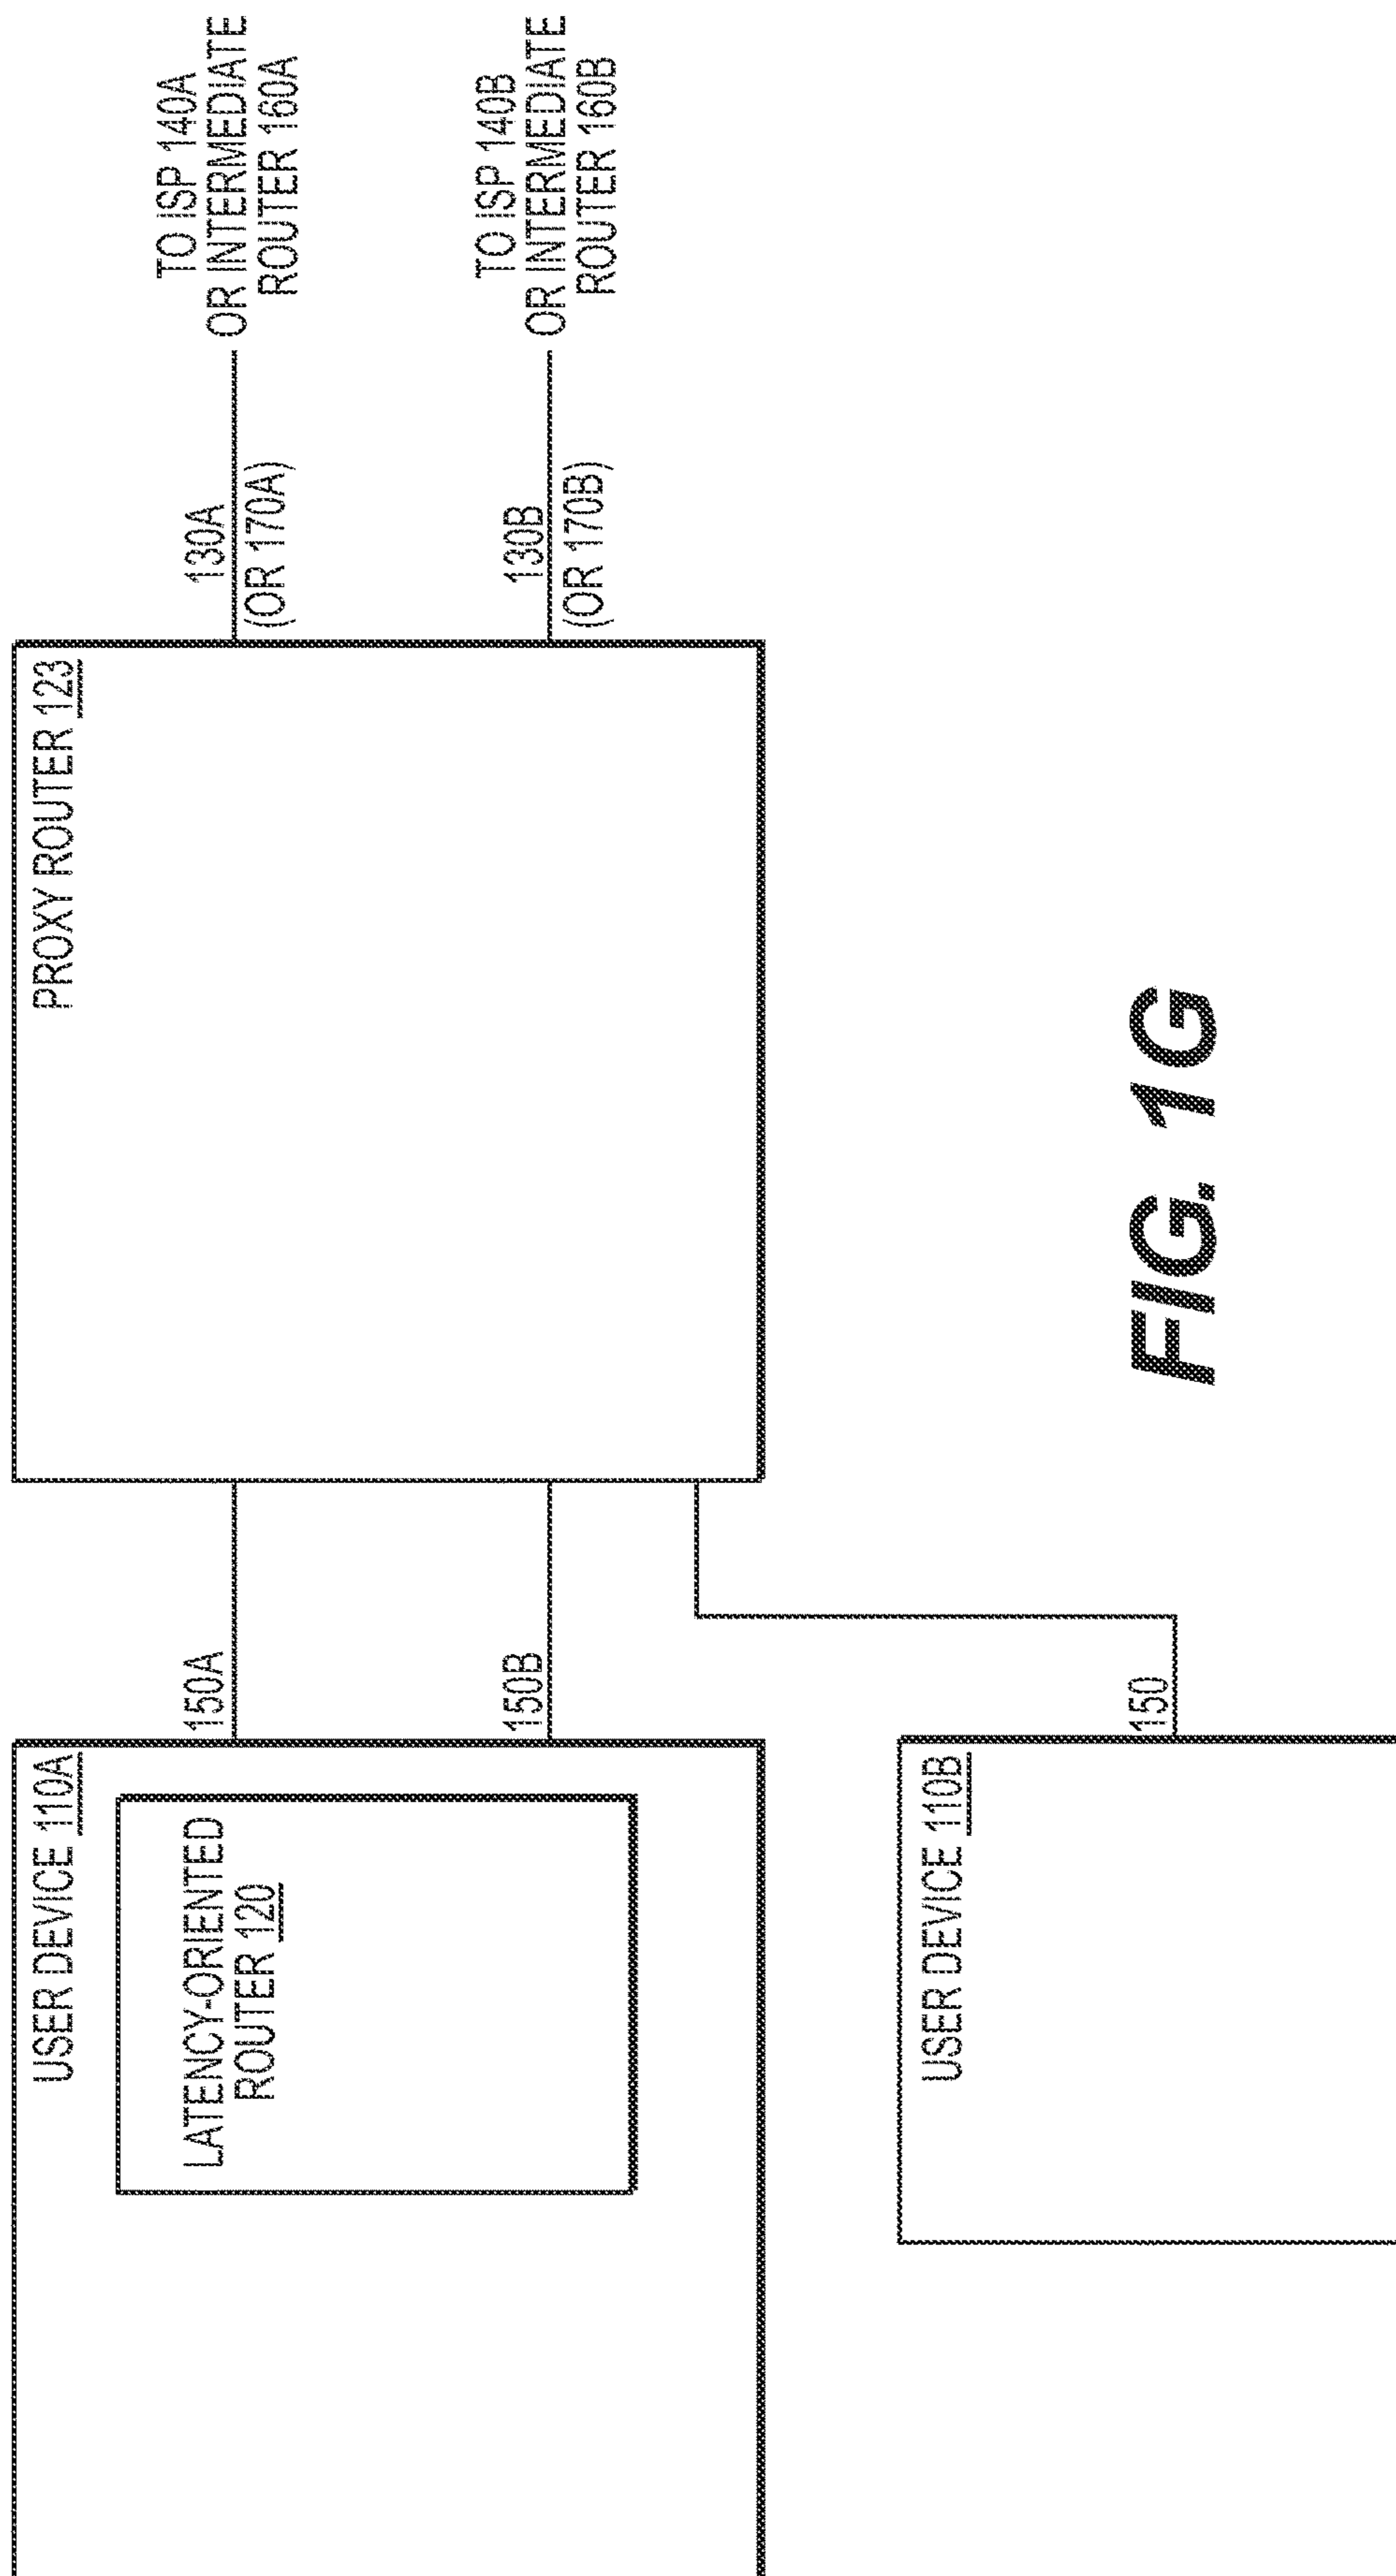 USER DEVICE 110A
LATENCY-ORIENTED
ROUTER 120
150A
150B
PROXY ROUTER 123
130A
(OR 170A)
TO ISP 140A
OR INTERMEDIATE
ROUTER 160A
130B
(OR 170B)
TO ISP 140B
OR INTERMEDIATE
ROUTER 160B
USER DEVICE 110B
150
FIG. 1G